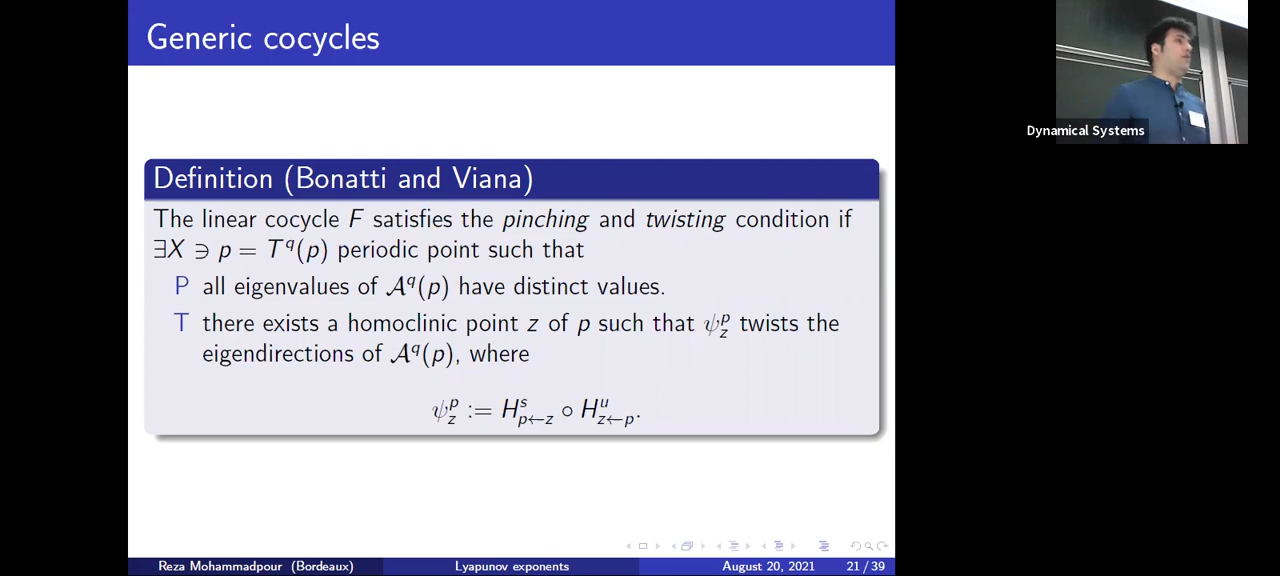 Generic cocycles
Definition (Bonatti and Viana)
The linear cocycle F satisfies the pinching and twisting condition if
∃X ∋ p = T^q(p) periodic point such that
P all eigenvalues of 𝒜^q(p) have distinct values.
T there exists a homoclinic point z of p such that ψ_z^p twists the
eigendirections of 𝒜^q(p), where
ψ_z^p := H^s_{p←z} ∘ H^u_{z←p}.
Reza Mohammadpour (Bordeaux) Lyapunov exponents August 20, 2021 21 / 39
Dynamical Systems